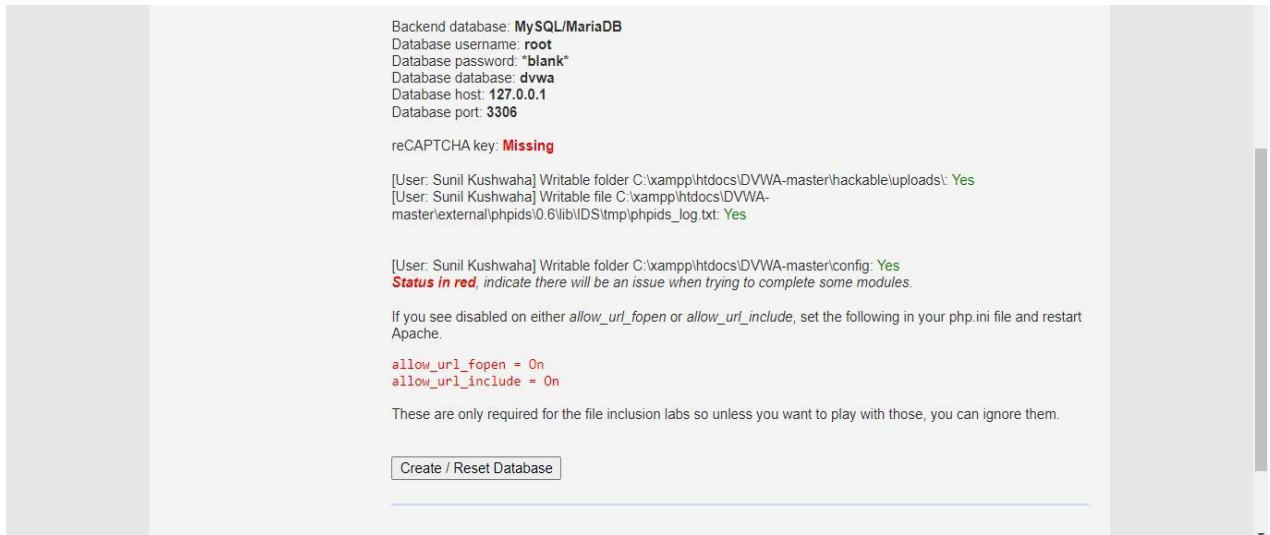 Backend database: MySQL/MariaDB
Database username: root
Database password: *blank*
Database database: dvwa
Database host: 127.0.0.1
Database port: 3306
reCAPTCHA key: Missing
[User: Sunil Kushwaha] Writable folder C:\xampp\htdocs\DVWA-master\hackable\uploads\: Yes
[User: Sunil Kushwaha] Writable file C:\xampp\htdocs\DVWA-
master\external\phpids\0.6\lib\IDS\tmp\phpids_log.txt: Yes
[User: Sunil Kushwaha] Writable folder C:\xampp\htdocs\DVWA-master\config: Yes
Status in red, indicate there will be an issue when trying to complete some modules.
If you see disabled on either allow_url_fopen or allow_url_include, set the following in your php.ini file and restart
Apache.
allow_url_fopen = On
allow_url_include = On
These are only required for the file inclusion labs so unless you want to play with those, you can ignore them.
Create / Reset Database